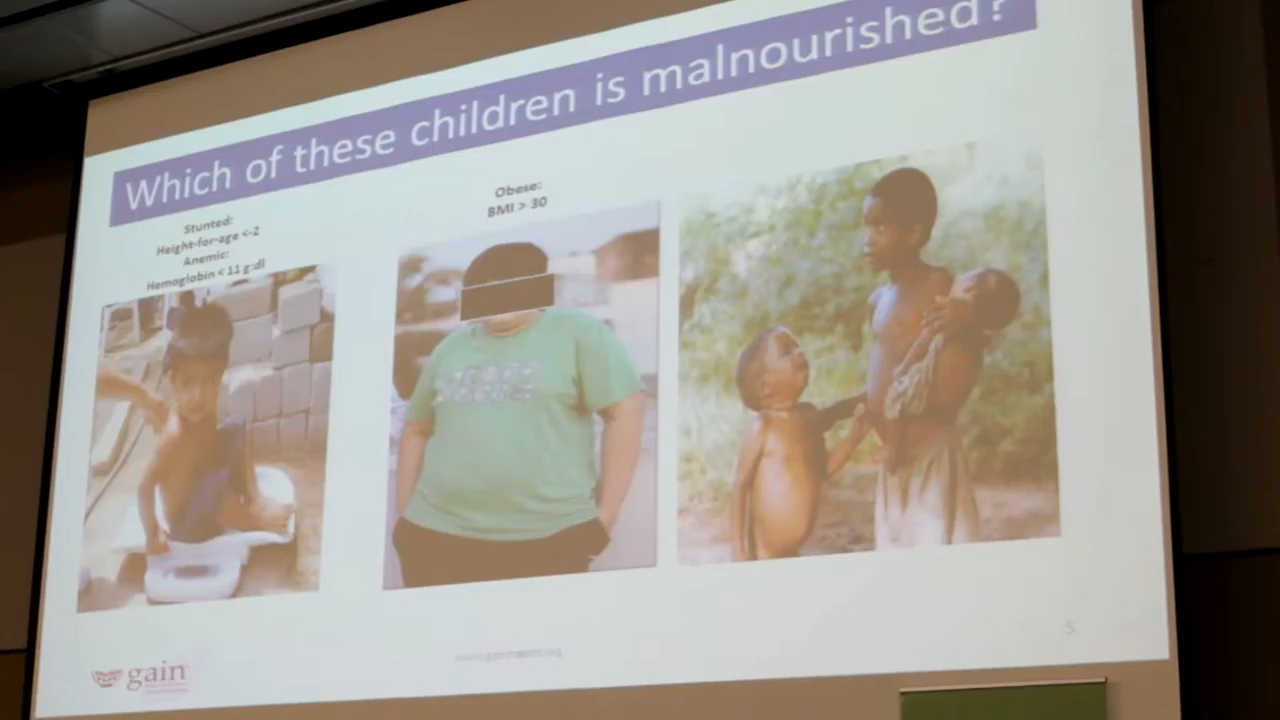 Which of these children is malnourished?
Stunted:
Height-for-age <-2
Anemic:
Hemoglobin < 11 g:dl
Obese:
BMI > 30
5
gain